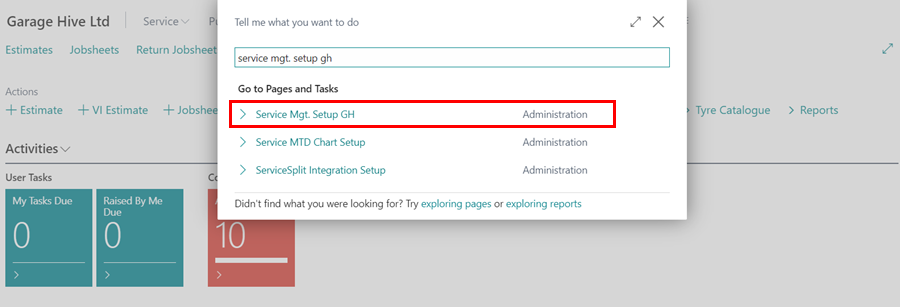 Garage Hive Ltd
Service
Tell me what you want to do
Estimates Jobsheets Return Jobshee
service mgt. setup gh
Go to Pages and Tasks
Actions
+ Estimate + VI Estimate + Jobshe
Service Mgt. Setup GH Administration
Tyre Catalogue Reports
Service MTD Chart Setup Administration
Activities
ServiceSplit Integration Setup Administration
User Tasks
My Tasks Due
Raised By Me Due
Didn't find what you were looking for? Try exploring pages or exploring reports
0
0
10